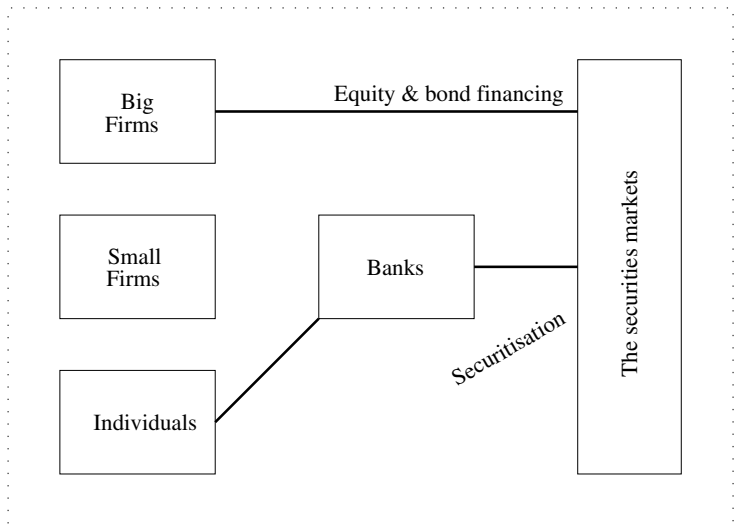 Big
Firms
Equity & bond financing
Small
Firms
Banks
The securities markets
Securitisation
Individuals